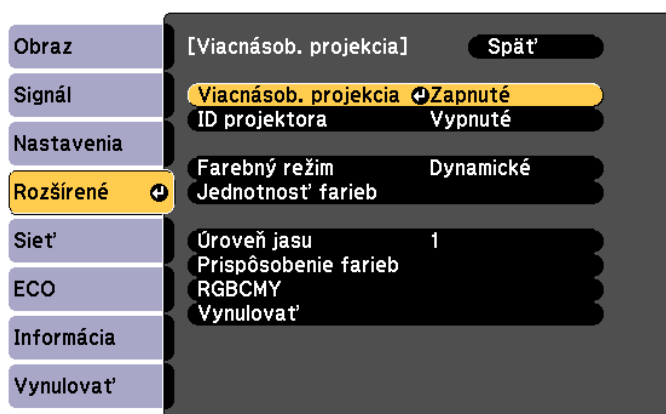 Obraz
Signál
Nastavenia
Rozšírené
Sieť
ECO
Informácia
Vynulovať
[Viacnásob. projekcia] Späť
Viacnásob. projekcia Zapnuté
ID projektora Vypnuté
Farebný režim Dynamické
Jednotnosť farieb
Úroveň jasu 1
Prispôsobenie farieb
RGBCMY
Vynulovať